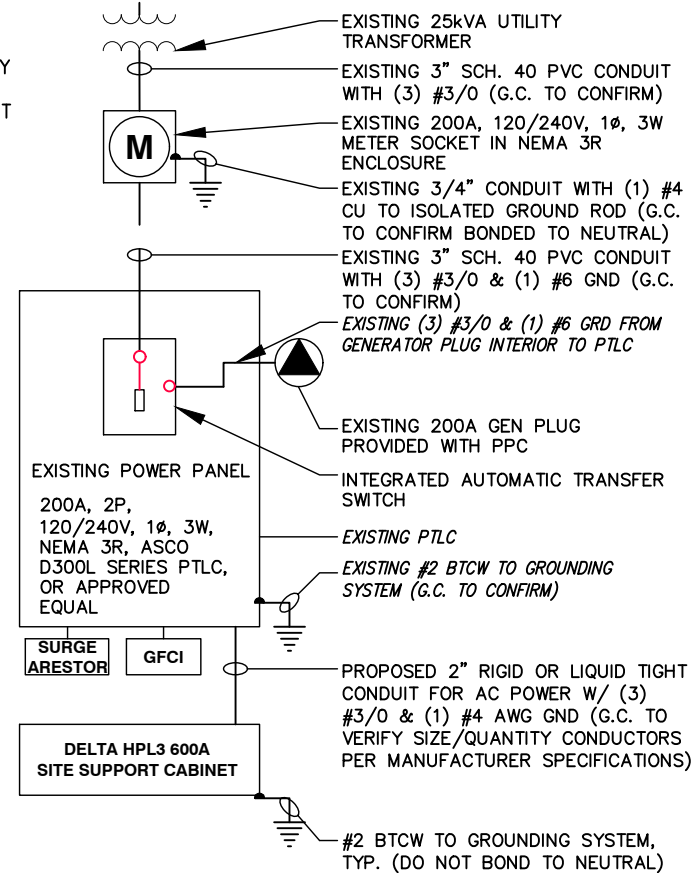 EXISTING 25kVA UTILITY
TRANSFORMER
Y
T
EXISTING 3" SCH. 40 PVC CONDUIT
WITH (3) #3/0 (G.C. TO CONFIRM)
M
EXISTING 200A, 120/240V, 1ø, 3W
METER SOCKET IN NEMA 3R
ENCLOSURE
EXISTING 3/4" CONDUIT WITH (1) #4
CU TO ISOLATED GROUND ROD (G.C.
TO CONFIRM BONDED TO NEUTRAL)
EXISTING 3" SCH. 40 PVC CONDUIT
WITH (3) #3/0 & (1) #6 GND (G.C.
TO CONFIRM)
EXISTING (3) #3/0 & (1) #6 GRD FROM
GENERATOR PLUG INTERIOR TO PTLC
EXISTING 200A GEN PLUG
PROVIDED WITH PPC
INTEGRATED AUTOMATIC TRANSFER
SWITCH
EXISTING POWER PANEL
200A, 2P,
120/240V, 1ø, 3W,
NEMA 3R, ASCO
D300L SERIES PTLC,
OR APPROVED
EQUAL
EXISTING PTLC
EXISTING #2 BTCW TO GROUNDING
SYSTEM (G.C. TO CONFIRM)
SURGE
ARESTOR
GFCI
PROPOSED 2" RIGID OR LIQUID TIGHT
CONDUIT FOR AC POWER W/ (3)
#3/0 & (1) #4 AWG GND (G.C. TO
VERIFY SIZE/QUANTITY CONDUCTORS
PER MANUFACTURER SPECIFICATIONS)
DELTA HPL3 600A
SITE SUPPORT CABINET
#2 BTCW TO GROUNDING SYSTEM,
TYP. (DO NOT BOND TO NEUTRAL)